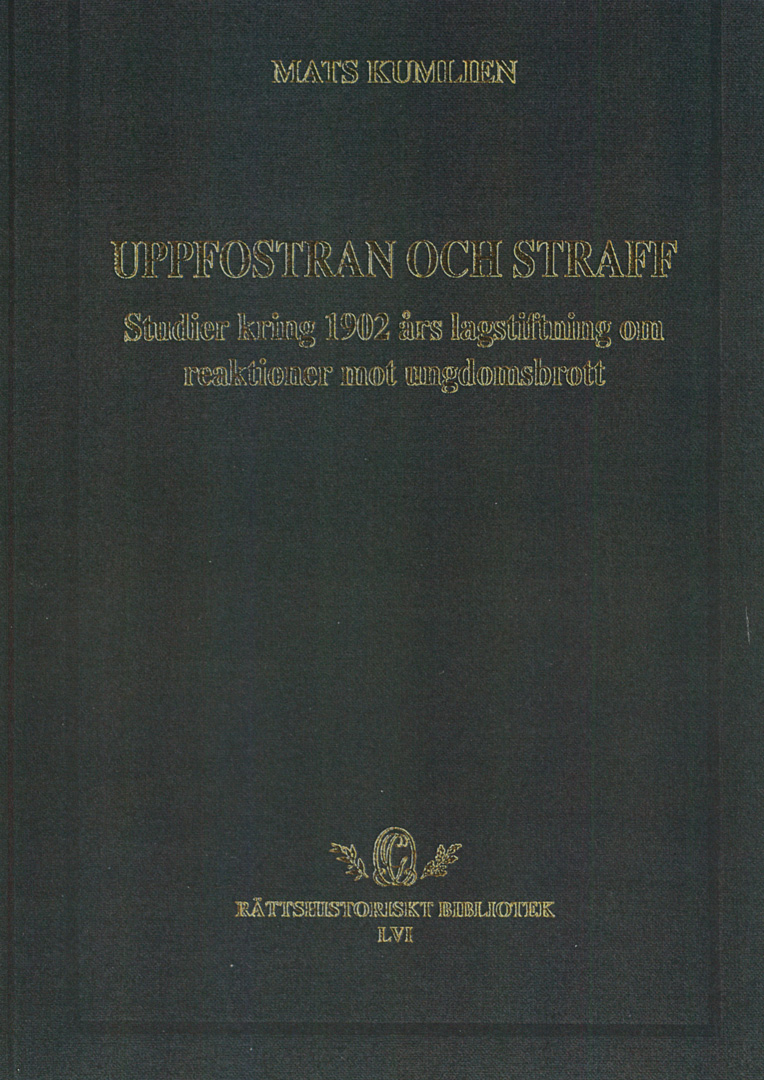 MATS KUMLIEN
UPPFOSTRAN OCH STRAFF
Studier kring 1902 års lagstiftning om
reaktioner mot ungdomsbrott
RÄTTSHISTORISKT BIBLIOTEK
LVI